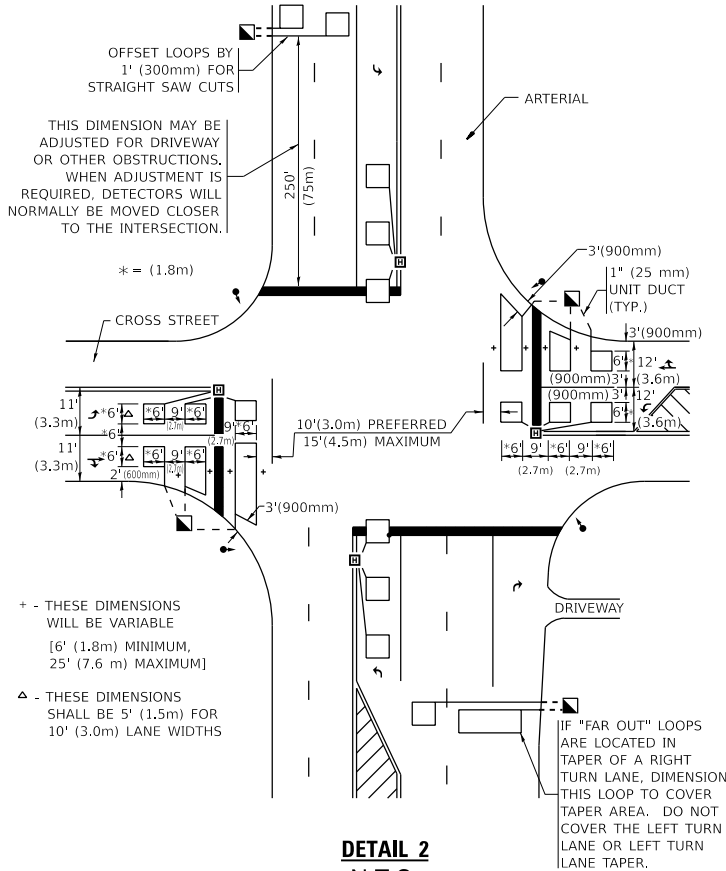 OFFSET LOOPS BY
1' (300mm) FOR
STRAIGHT SAW CUTS
THIS DIMENSION MAY BE
ADJUSTED FOR DRIVEWAY
OR OTHER OBSTRUCTIONS.
WHEN ADJUSTMENT IS
REQUIRED, DETECTORS WILL
NORMALLY BE MOVED CLOSER
TO THE INTERSECTION.
250'
(75m)
ARTERIAL
* = (1.8m)
H
CROSS STREET
3'(900mm)
1" (25 mm)
UNIT DUCT
(TYP.)
3'(900mm)
+ + + +
6' * 12'
(900mm) 3' (3.6m)
(900mm) 3' * 12'
6' (3.6m)
H
*6' 9' *6' 9' *6'
(2.7m) (2.7m)
10'(3.0m) PREFERRED
15'(4.5m) MAXIMUM
H
11'
(3.3m)
*6' *6' 9' *6'
(2.7m)
*6'
9' *6'
(2.7m)
11'
(3.3m)
*6' *6' 9' *6'
(2.7m)
2' (600mm)
+ + + +
3'(900mm)
H
+ - THESE DIMENSIONS
WILL BE VARIABLE
[6' (1.8m) MINIMUM,
25' (7.6 m) MAXIMUM]
△ - THESE DIMENSIONS
SHALL BE 5' (1.5m) FOR
10' (3.0m) LANE WIDTHS
DRIVEWAY
IF "FAR OUT" LOOPS
ARE LOCATED IN
TAPER OF A RIGHT
TURN LANE, DIMENSION
THIS LOOP TO COVER
TAPER AREA. DO NOT
COVER THE LEFT TURN
LANE OR LEFT TURN
LANE TAPER.
DETAIL 2